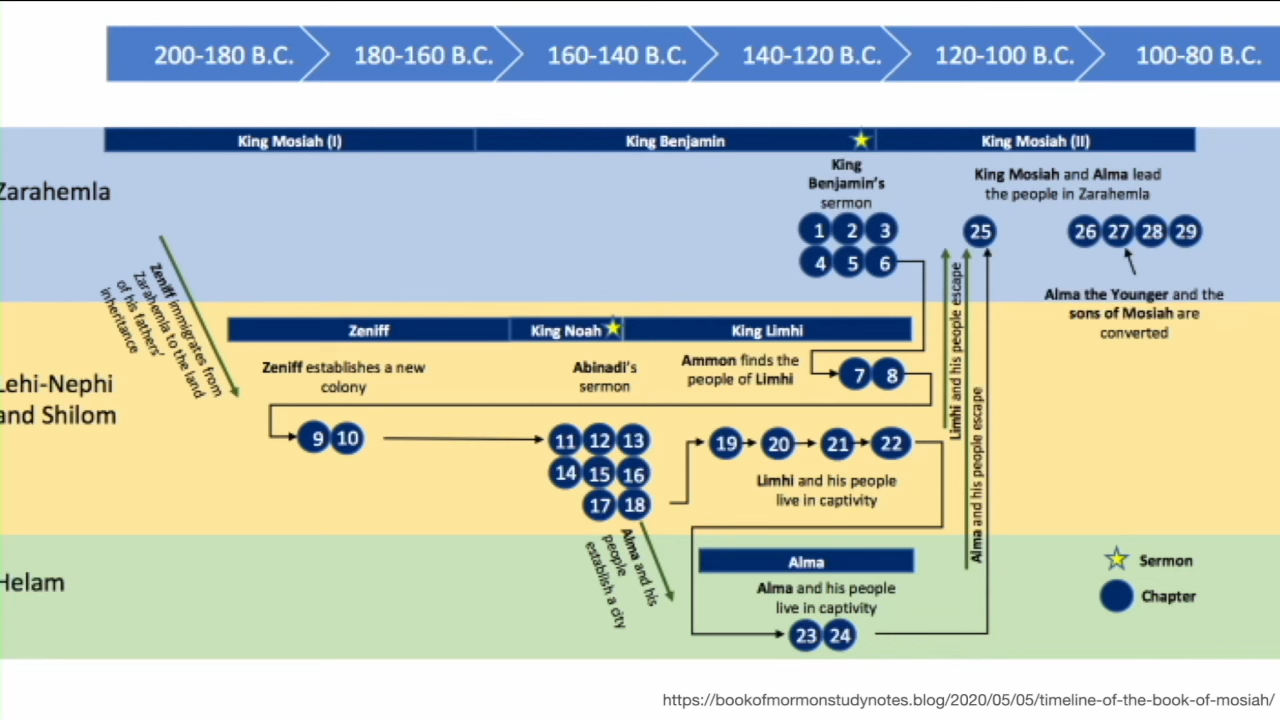 200-180 B.C.
180-160 B.C.
160-140 B.C.
140-120 B.C.
120-100 B.C.
100-80 B.C.
King Mosiah (I)
King Benjamin
King Mosiah (II)
Zarahemla
King
Benjamin's
sermon
1 2 3
4 5 6
King Mosiah and Alma lead
the people in Zarahemla
25
26 27 28 29
Alma the Younger and the
sons of Mosiah are
converted
Zeniff immigrates from
Zarahemla to the land
of his fathers'
inheritance
Lehi-Nephi
and Shilom
Zeniff
King Noah
King Limhi
Zeniff establishes a new
colony
Abinadi's
sermon
Ammon finds the
people of Limhi
7 8
9 10
11 12 13
14 15 16
17 18
19 20 21 22
Limhi and his people
live in captivity
Limhi and his people escape
Alma and his people escape
Alma and his
people
establish a city
Helam
Alma
Alma and his people
live in captivity
23 24
Sermon
Chapter
https://bookofmormonstudynotes.blog/2020/05/05/timeline-of-the-book-of-mosiah/